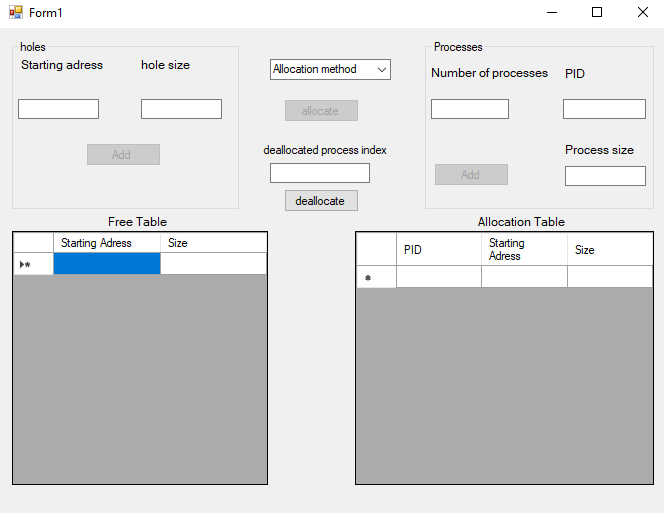 Form1
holes
Starting adress
hole size
Add
Allocation method
allocate
deallocated process index
deallocate
Processes
Number of processes
PID
Process size
Add
Free Table
Starting Adress
Size
Allocation Table
PID
Starting
Adress
Size